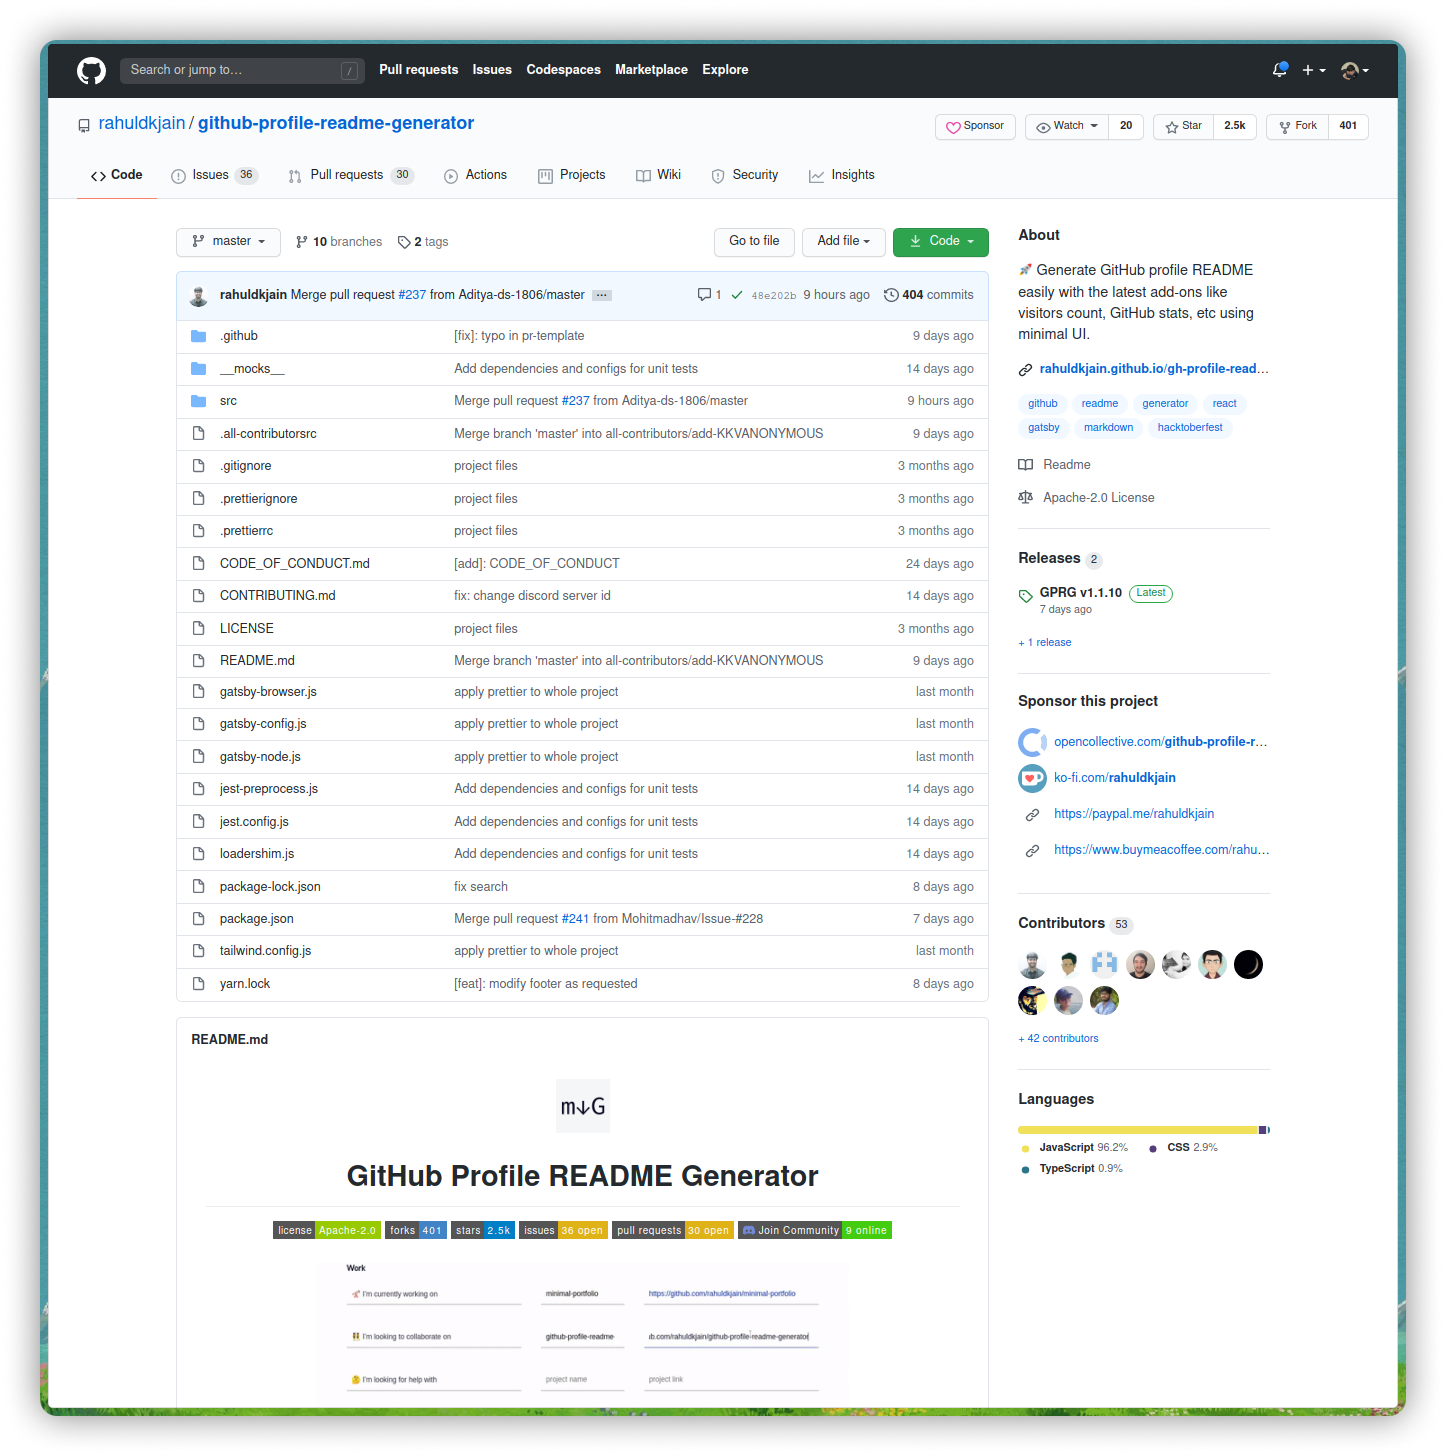 Search or jump to… / Pull requests Issues Codespaces Marketplace Explore
rahuldkjain / github-profile-readme-generator Sponsor Watch 20 Star 2.5k Fork 401
Code Issues 36 Pull requests 30 Actions Projects Wiki Security Insights
master 10 branches 2 tags Go to file Add file Code
rahuldkjain Merge pull request #237 from Aditya-ds-1806/master ... 1 48e202b 9 hours ago 404 commits
.github [fix]: typo in pr-template 9 days ago
__mocks__ Add dependencies and configs for unit tests 14 days ago
src Merge pull request #237 from Aditya-ds-1806/master 9 hours ago
.all-contributorsrc Merge branch 'master' into all-contributors/add-KKVANONYMOUS 9 days ago
.gitignore project files 3 months ago
.prettierignore project files 3 months ago
.prettierrc project files 3 months ago
CODE_OF_CONDUCT.md [add]: CODE_OF_CONDUCT 24 days ago
CONTRIBUTING.md fix: change discord server id 14 days ago
LICENSE project files 3 months ago
README.md Merge branch 'master' into all-contributors/add-KKVANONYMOUS 9 days ago
gatsby-browser.js apply prettier to whole project last month
gatsby-config.js apply prettier to whole project last month
gatsby-node.js apply prettier to whole project last month
jest-preprocess.js Add dependencies and configs for unit tests 14 days ago
jest.config.js Add dependencies and configs for unit tests 14 days ago
loadershim.js Add dependencies and configs for unit tests 14 days ago
package-lock.json fix search 8 days ago
package.json Merge pull request #241 from Mohitmadhav/Issue-#228 7 days ago
tailwind.config.js apply prettier to whole project last month
yarn.lock [feat]: modify footer as requested 8 days ago
README.md
m↓G
GitHub Profile README Generator
license Apache-2.0 forks 401 stars 2.5k issues 36 open pull requests 30 open Join Community 9 online
Work
🚀 I'm currently working on minimal-portfolio https://github.com/rahuldkjain/minimal-portfolio
👯 I'm looking to collaborate on github-profile-readme ub.com/rahuldkjain/github-profile-readme-generator
🤔 I'm looking for help with project name project link
About
🚀 Generate GitHub profile README
easily with the latest add-ons like
visitors count, GitHub stats, etc using
minimal UI.
rahuldkjain.github.io/gh-profile-read…
github readme generator react
gatsby markdown hacktoberfest
Readme
Apache-2.0 License
Releases 2
GPRG v1.1.10 Latest
7 days ago
+ 1 release
Sponsor this project
opencollective.com/github-profile-r…
ko-fi.com/rahuldkjain
https://paypal.me/rahuldkjain
https://www.buymeacoffee.com/rahu…
Contributors 53
+ 42 contributors
Languages
JavaScript 96.2% CSS 2.9%
TypeScript 0.9%